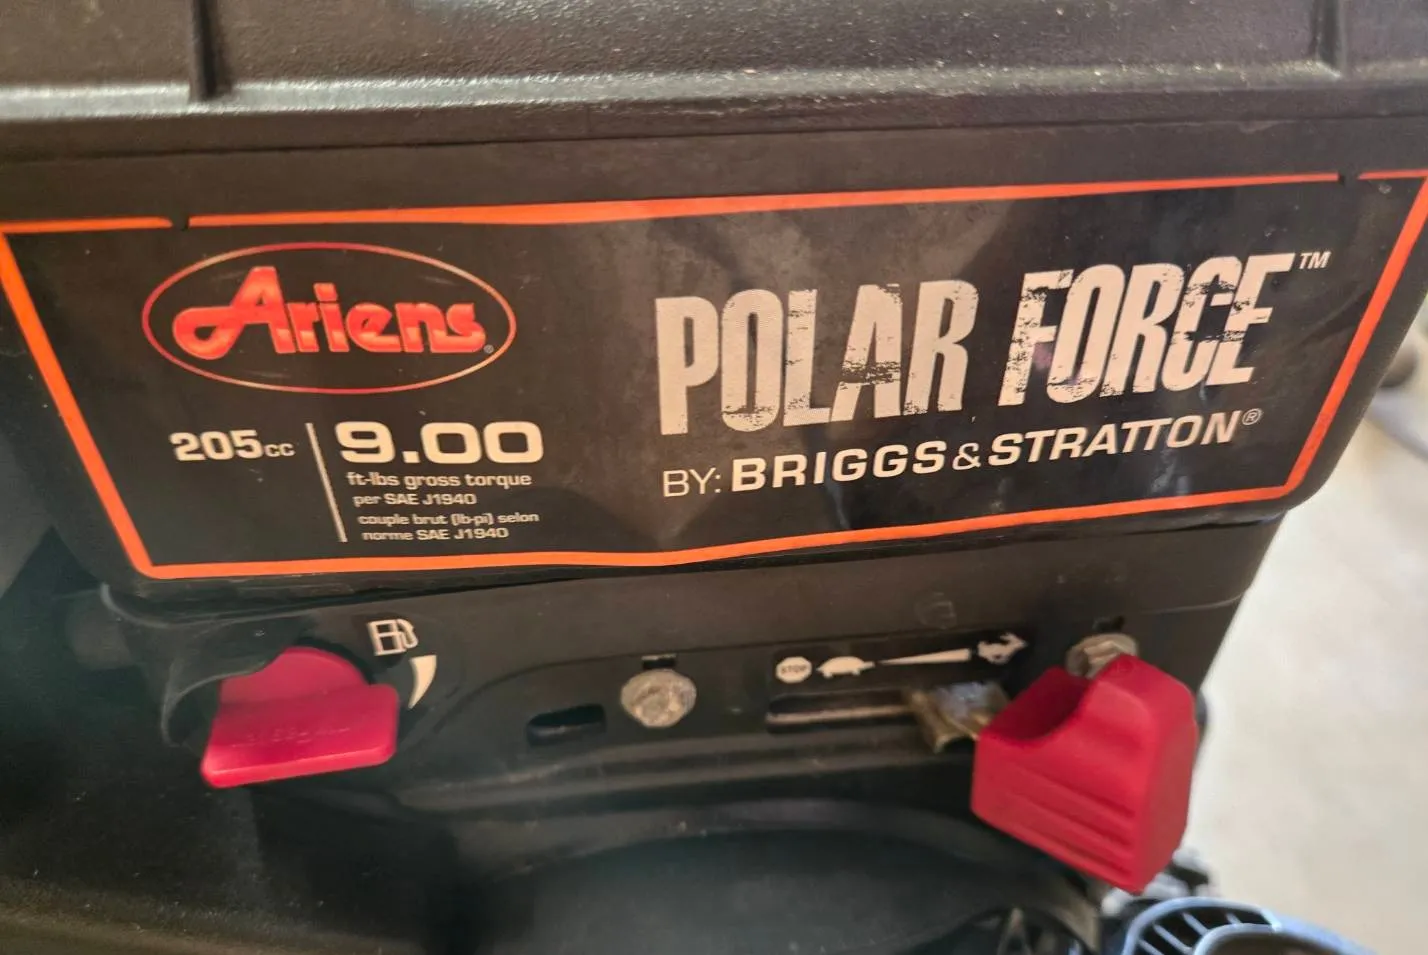 Ariens®
205cc
9.00
ft-lbs gross torque
per SAE J1940
couple brut (lb-pi) selon
norme SAE J1940
POLAR FORCE™
BY: BRIGGS & STRATTON®
STOP